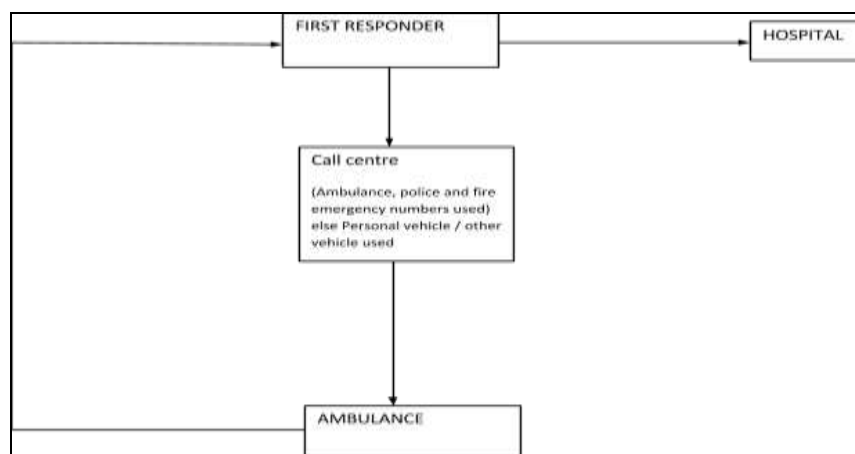 FIRST RESPONDER
HOSPITAL
Call centre
(Ambulance, police and fire
emergency numbers used)
else Personal vehicle / other
vehicle used
AMBULANCE